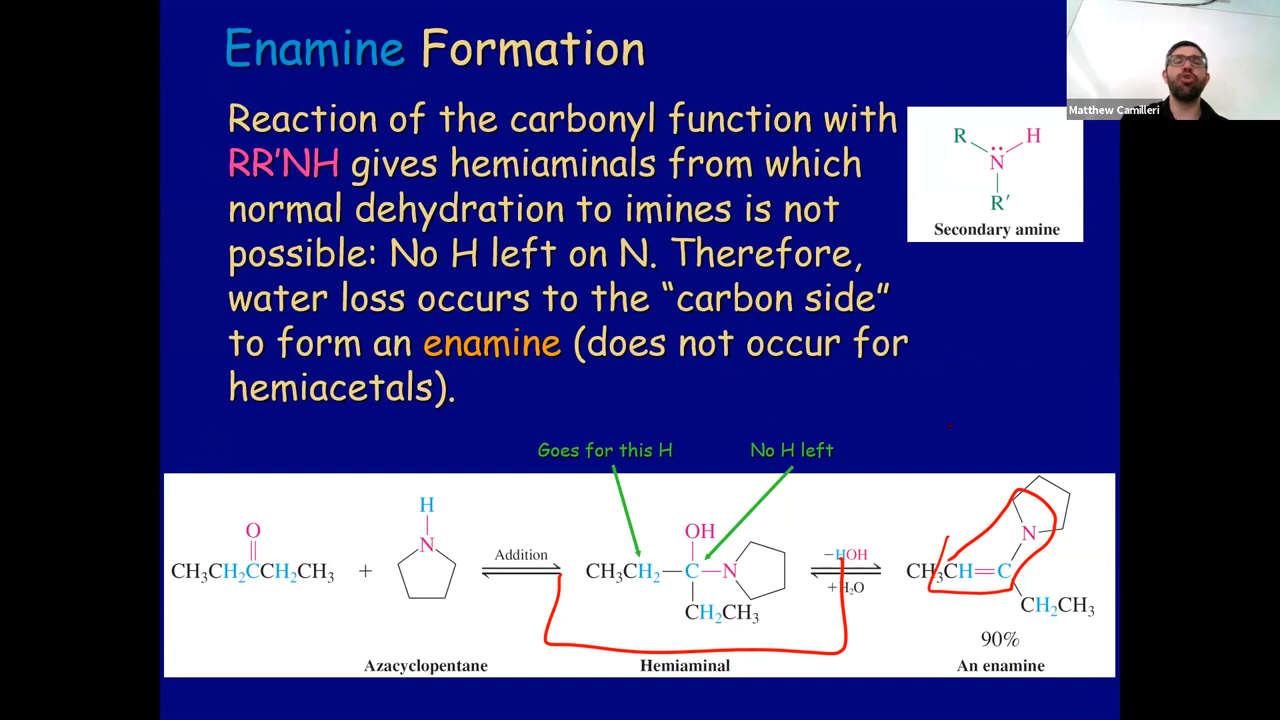 Enamine Formation
Matthew Camilleri
Reaction of the carbonyl function with
RR’NH gives hemiaminals from which
normal dehydration to imines is not
possible: No H left on N. Therefore,
water loss occurs to the “carbon side”
to form an enamine (does not occur for
hemiacetals).
R H
N
R′
Secondary amine
Goes for this H No H left
O
CH₃CH₂CCH₂CH₃
+
H
N
Azacyclopentane
Addition
OH
CH₃CH₂—C—N
CH₂CH₃
Hemiaminal
−HOH
+H₂O
N
CH₃CH=C
CH₂CH₃
90%
An enamine